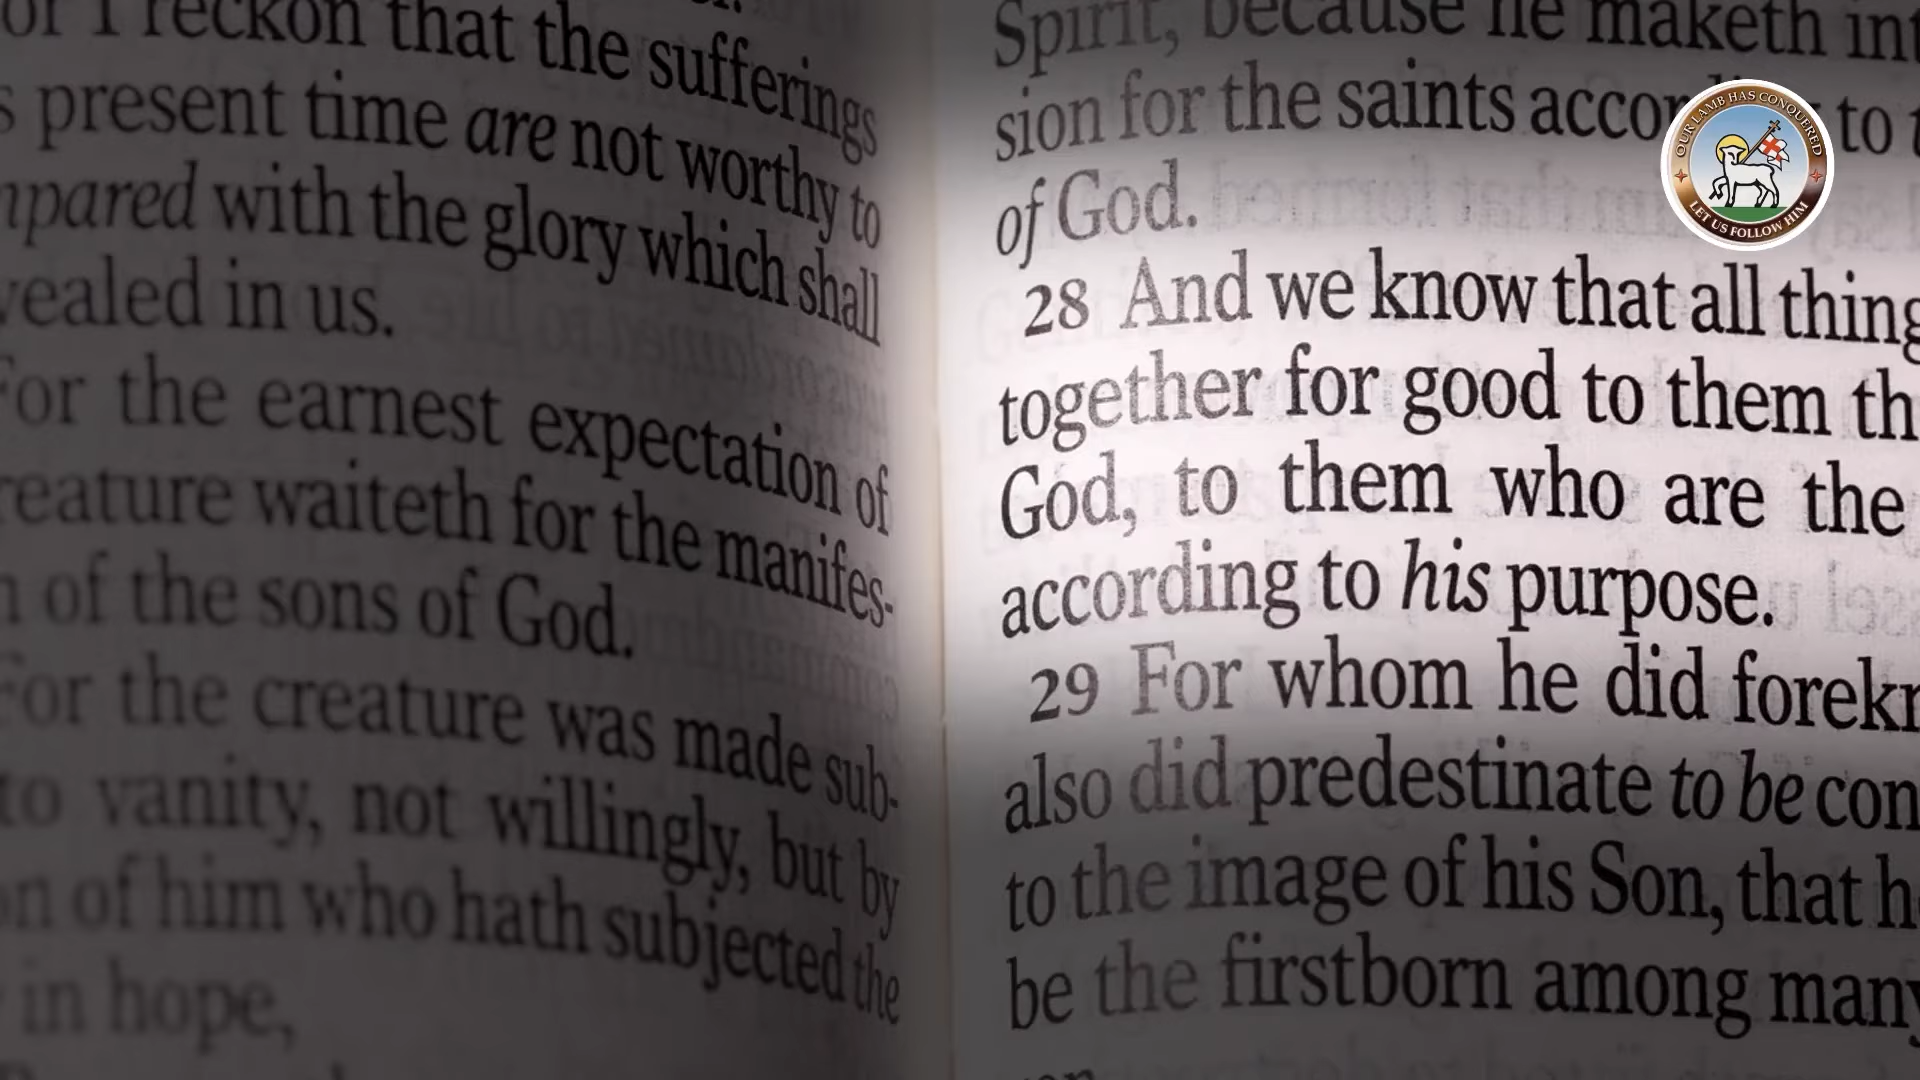 or I reckon that the sufferings
s present time are not worthy to
mpared with the glory which shall
vealed in us.
For the earnest expectation of
reature waiteth for the manifes-
n of the sons of God.
For the creature was made sub-
to vanity, not willingly, but by
on of him who hath subjected the
in hope,
Spirit, because he maketh int
sion for the saints accor to t
of God.
28 And we know that all thing
together for good to them th
God, to them who are the
according to his purpose.
29 For whom he did forekn
also did predestinate to be con
to the image of his Son, that h
be the firstborn among many
OUR LAMB HAS CONQUERED
LET US FOLLOW HIM